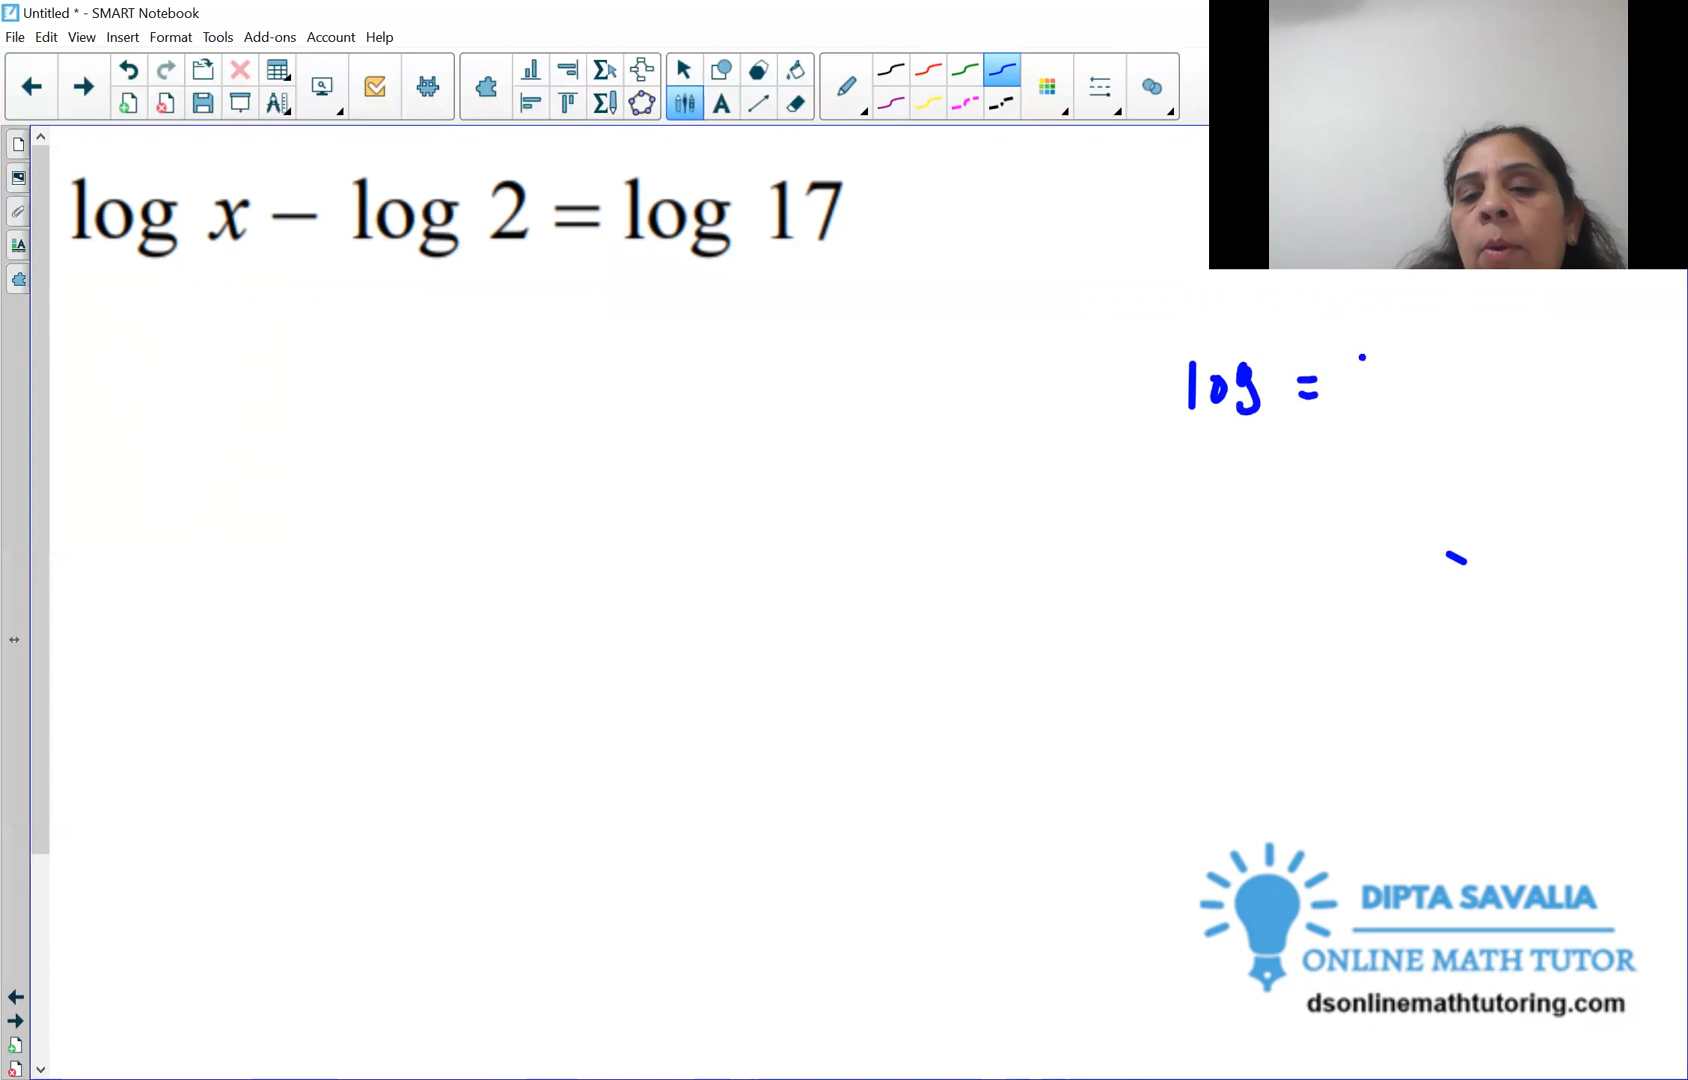 Untitled * - SMART Notebook
File Edit View Insert Format Tools Add-ons Account Help
log x − log 2 = log 17
log =
DIPTA SAVALIA
ONLINE MATH TUTOR
dsonlinemathtutoring.com